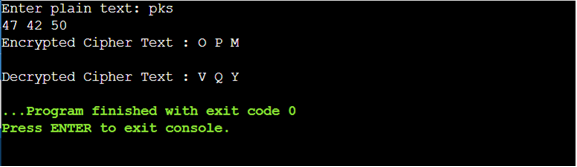 Enter plain text: pks
47 42 50
Encrypted Cipher Text : O P M
Decrypted Cipher Text : V Q Y
...Program finished with exit code 0
Press ENTER to exit console.